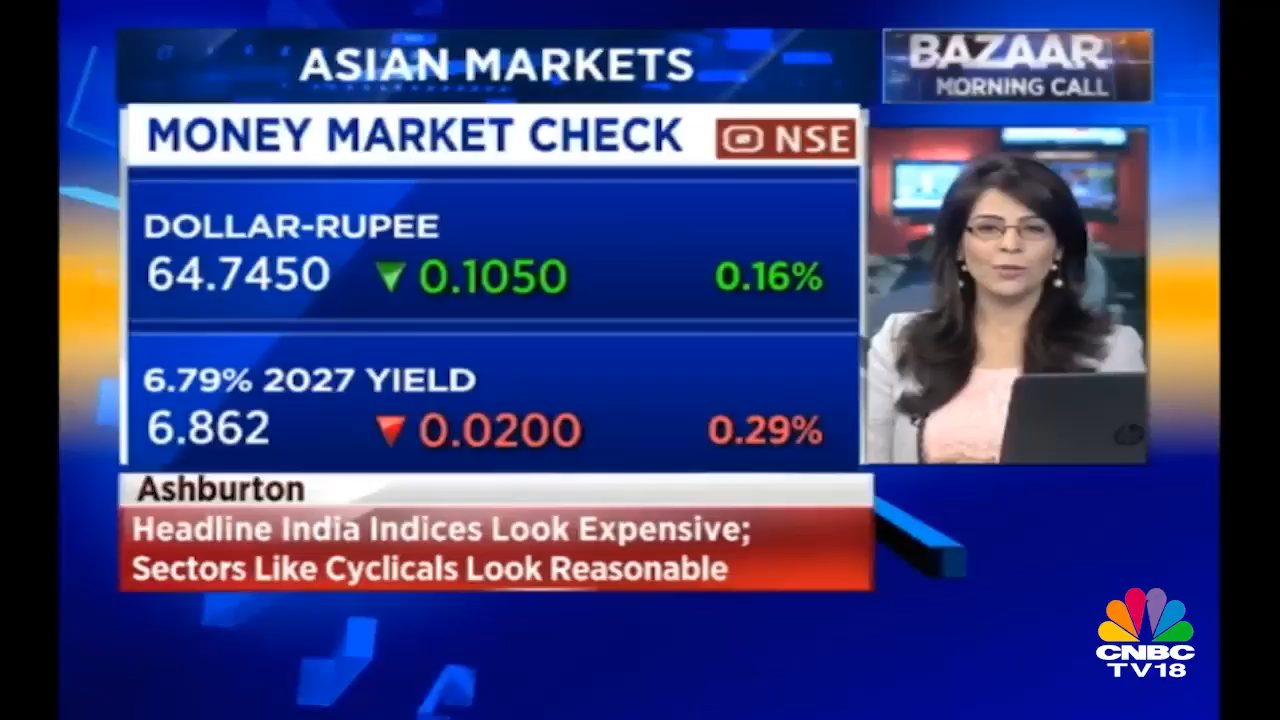 ASIAN MARKETS
BAZAAR
MORNING CALL
MONEY MARKET CHECK NSE
DOLLAR-RUPEE
64.7450 ▼ 0.1050 0.16%
6.79% 2027 YIELD
6.862 ▼ 0.0200 0.29%
Ashburton
Headline India Indices Look Expensive;
Sectors Like Cyclicals Look Reasonable
hp
CNBC
TV18